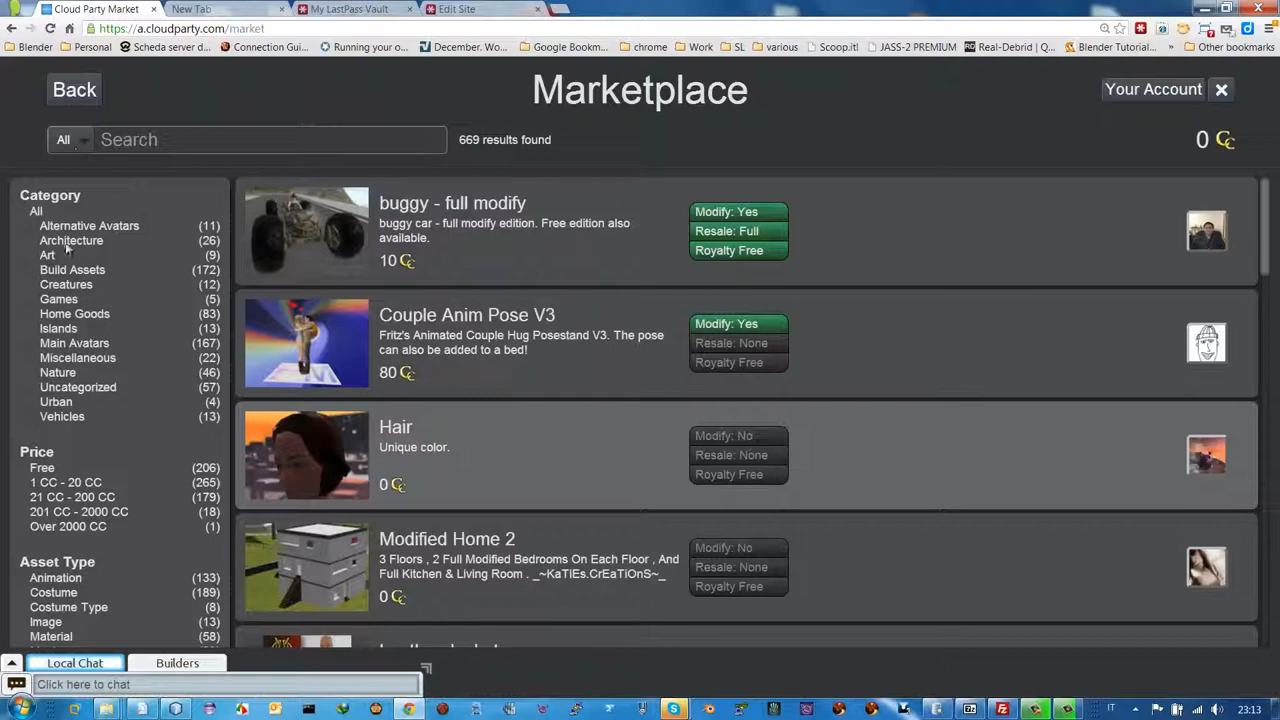 Cloud Party Market
New Tab
My LastPass Vault
Edit Site
https://a.cloudparty.com/market
Blender
Personal
Scheda server di...
Connection Gui...
Running your o...
December. Wor...
Google Bookm...
chrome
Work
SL
various
Scoop.it!
JASS-2 PREMIUM
Real-Debrid | Q...
Blender Tutorial...
Other bookmarks
Back
Marketplace
Your Account
All
Search
669 results found
0 CC
Category
All
Alternative Avatars (11)
Architecture (26)
Art (9)
Build Assets (172)
Creatures (12)
Games (5)
Home Goods (83)
Islands (13)
Main Avatars (167)
Miscellaneous (22)
Nature (46)
Uncategorized (57)
Urban (4)
Vehicles (13)
Price
Free (206)
1 CC - 20 CC (265)
21 CC - 200 CC (179)
201 CC - 2000 CC (18)
Over 2000 CC (1)
Asset Type
Animation (133)
Costume (189)
Costume Type (8)
Image (13)
Material (58)
buggy - full modify
buggy car - full modify edition. Free edition also
available.
10 CC
Modify: Yes
Resale: Full
Royalty Free
Couple Anim Pose V3
Fritz's Animated Couple Hug Posestand V3. The pose
can also be added to a bed!
80 CC
Modify: Yes
Resale: None
Royalty Free
Hair
Unique color.
0 CC
Modify: No
Resale: None
Royalty Free
Modified Home 2
3 Floors , 2 Full Modified Bedrooms On Each Floor , And
Full Kitchen & Living Room . _~KaTIEs.CrEaTiOnS~_
0 CC
Modify: No
Resale: None
Royalty Free
Local Chat
Builders
Click here to chat
IT
23:13